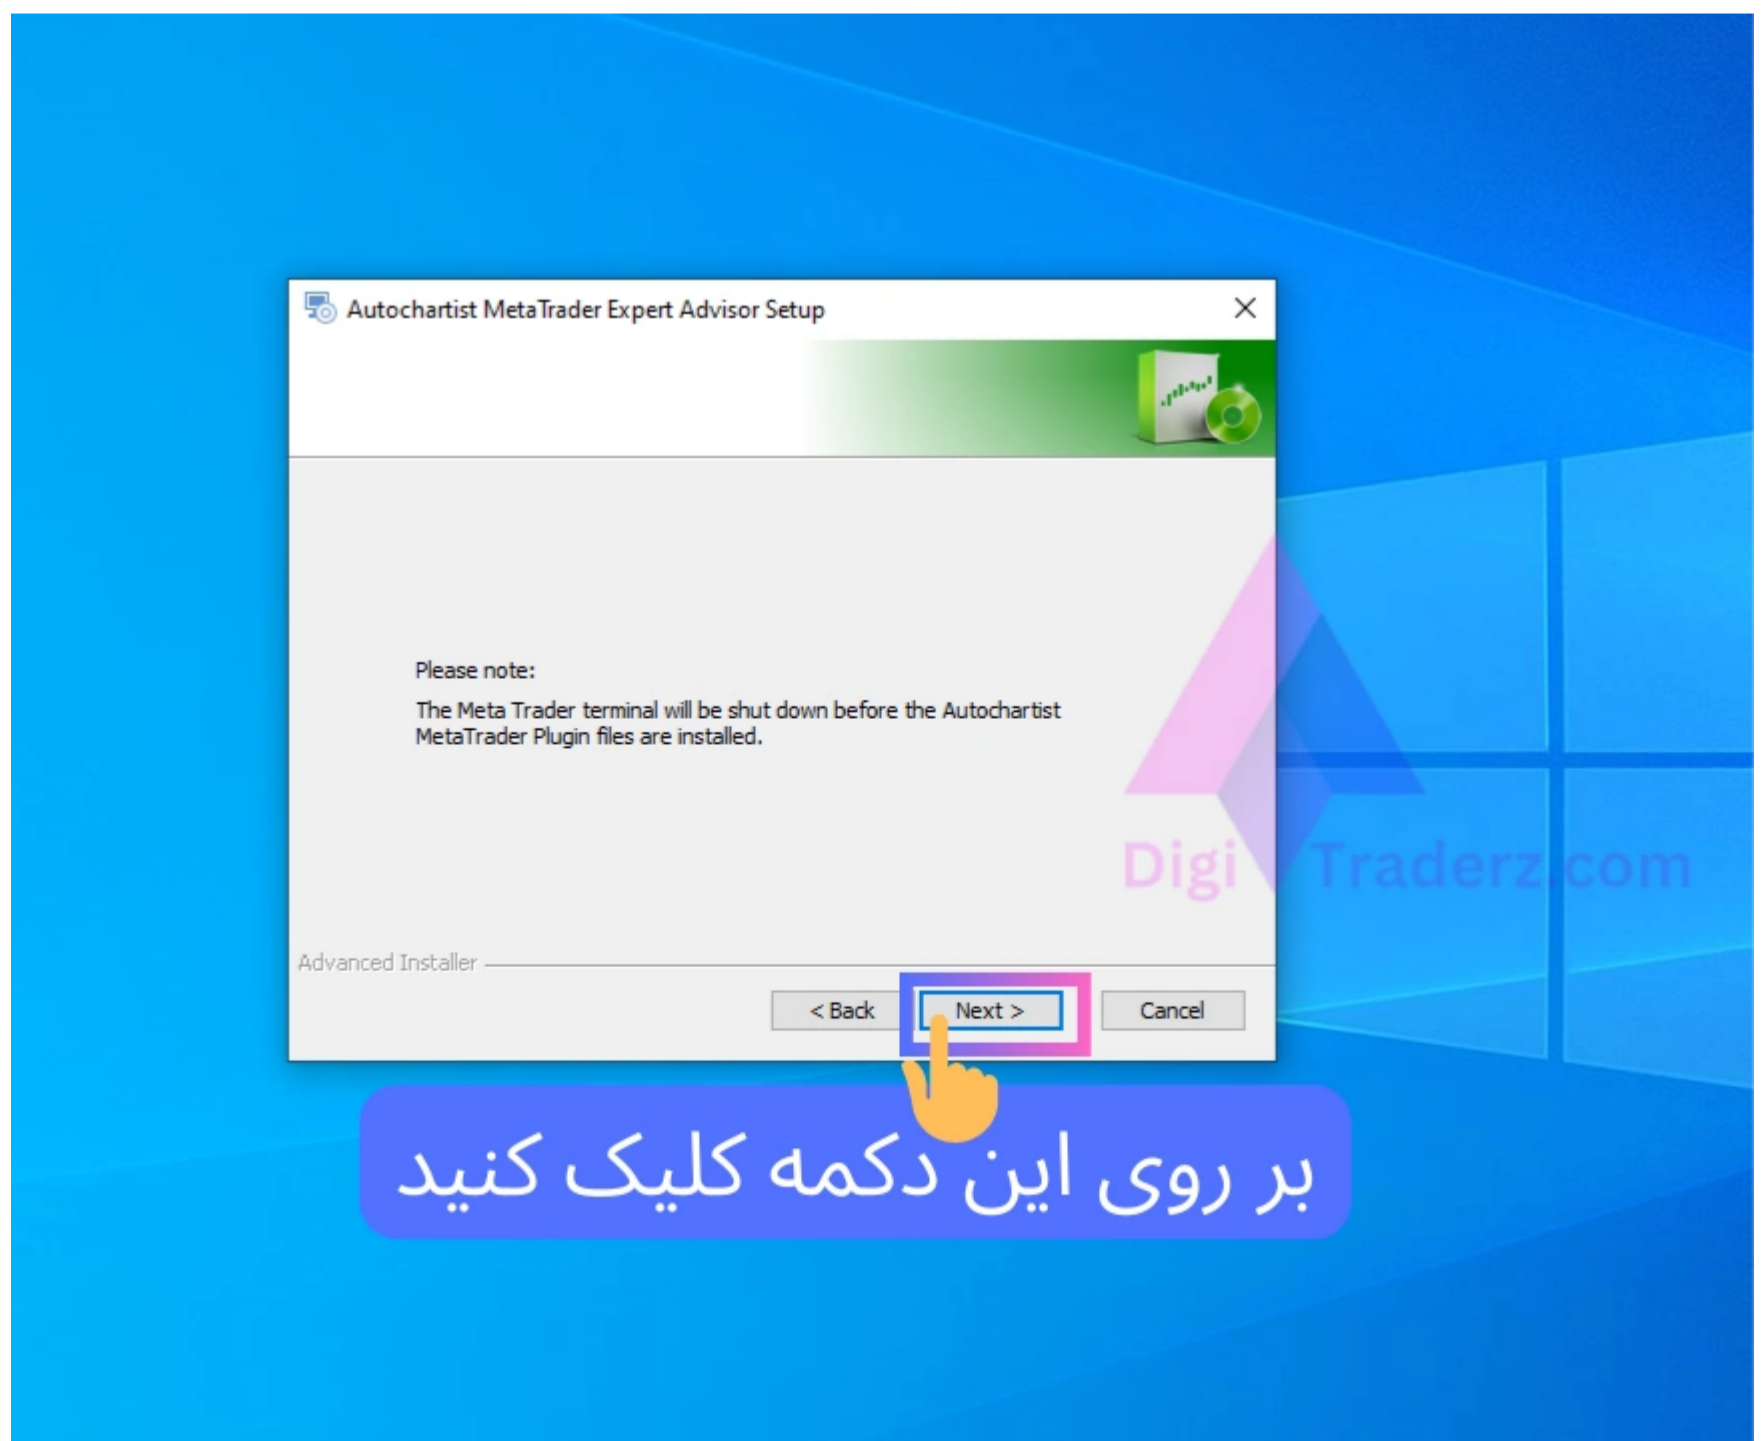 Autochartist MetaTrader Expert Advisor Setup
Please note:
The Meta Trader terminal will be shut down before the Autochartist
MetaTrader Plugin files are installed.
Digi Traderz.com
Advanced Installer
< Back Next > Cancel
بر روی این دکمه کلیک کنید